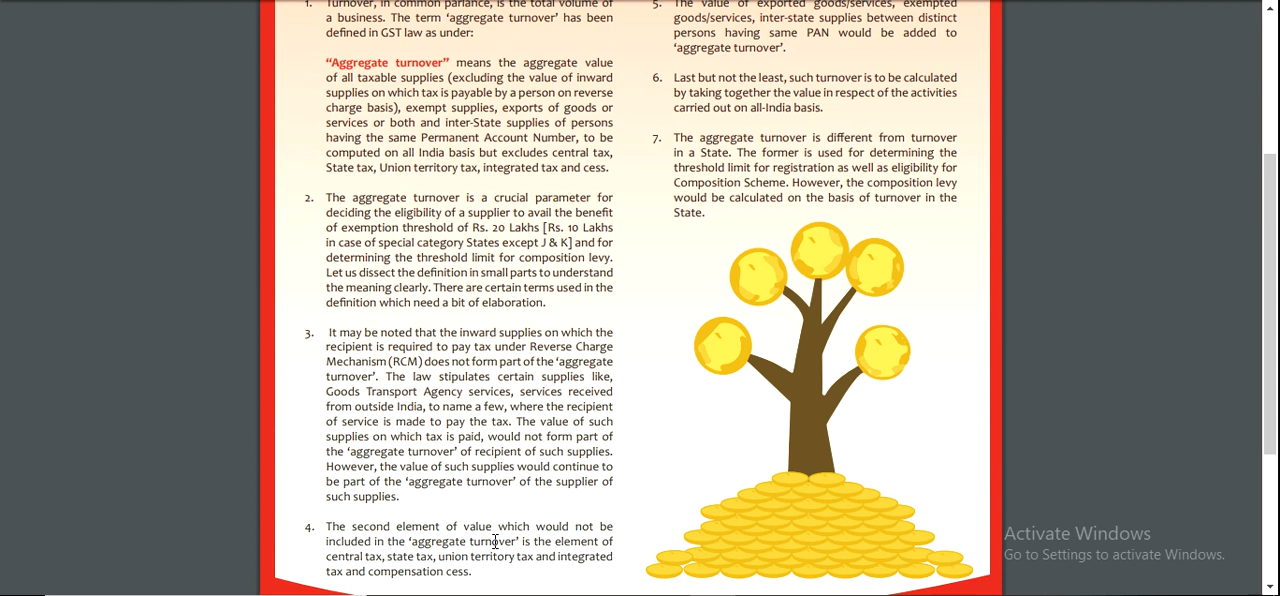 1. Turnover, in common parlance, is the total volume of
a business. The term ‘aggregate turnover’ has been
defined in GST law as under:
“Aggregate turnover” means the aggregate value
of all taxable supplies (excluding the value of inward
supplies on which tax is payable by a person on reverse
charge basis), exempt supplies, exports of goods or
services or both and inter-State supplies of persons
having the same Permanent Account Number, to be
computed on all India basis but excludes central tax,
State tax, Union territory tax, integrated tax and cess.
2. The aggregate turnover is a crucial parameter for
deciding the eligibility of a supplier to avail the benefit
of exemption threshold of Rs. 20 Lakhs [Rs. 10 Lakhs
in case of special category States except J & K] and for
determining the threshold limit for composition levy.
Let us dissect the definition in small parts to understand
the meaning clearly. There are certain terms used in the
definition which need a bit of elaboration.
3. It may be noted that the inward supplies on which the
recipient is required to pay tax under Reverse Charge
Mechanism (RCM) does not form part of the ‘aggregate
turnover’. The law stipulates certain supplies like,
Goods Transport Agency services, services received
from outside India, to name a few, where the recipient
of service is made to pay the tax. The value of such
supplies on which tax is paid, would not form part of
the ‘aggregate turnover’ of recipient of such supplies.
However, the value of such supplies would continue to
be part of the ‘aggregate turnover’ of the supplier of
such supplies.
4. The second element of value which would not be
included in the ‘aggregate turnover’ is the element of
central tax, state tax, union territory tax and integrated
tax and compensation cess.
5. The value of exported goods/services, exempted
goods/services, inter-state supplies between distinct
persons having same PAN would be added to
‘aggregate turnover’.
6. Last but not the least, such turnover is to be calculated
by taking together the value in respect of the activities
carried out on all-India basis.
7. The aggregate turnover is different from turnover
in a State. The former is used for determining the
threshold limit for registration as well as eligibility for
Composition Scheme. However, the composition levy
would be calculated on the basis of turnover in the
State.
Activate Windows
Go to Settings to activate Windows.